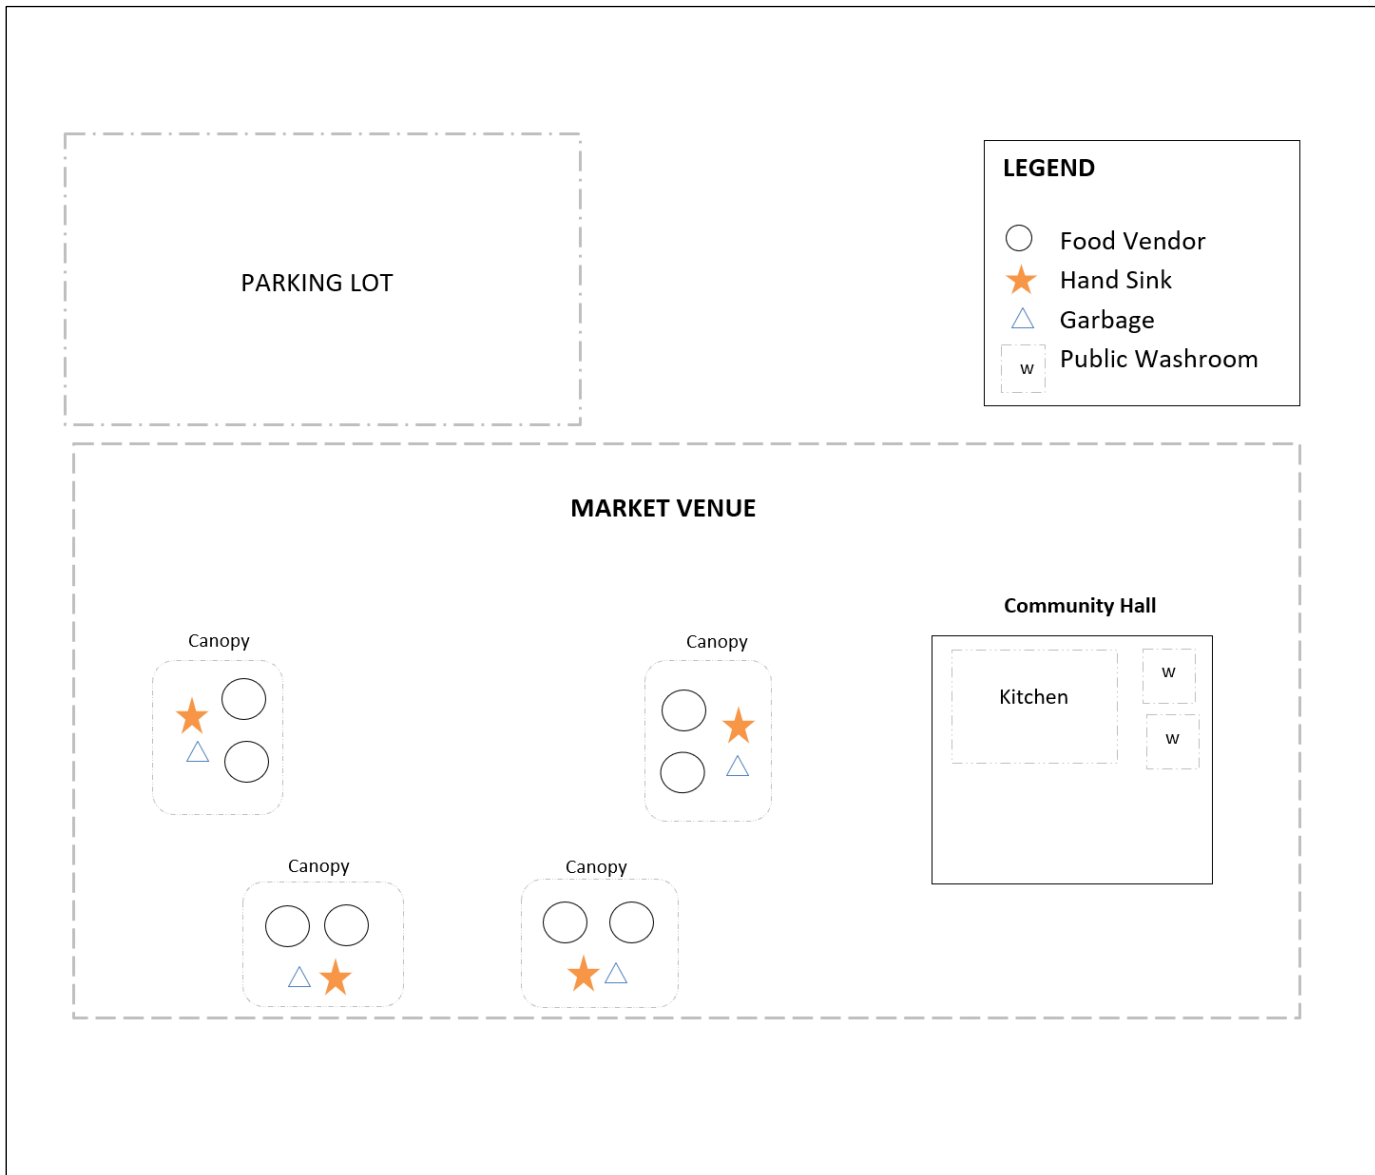 LEGEND
Food Vendor
Hand Sink
PARKING LOT
Garbage
w Public Washroom
MARKET VENUE
Community Hall
Canopy
Canopy
Kitchen
w
w
Canopy
Canopy